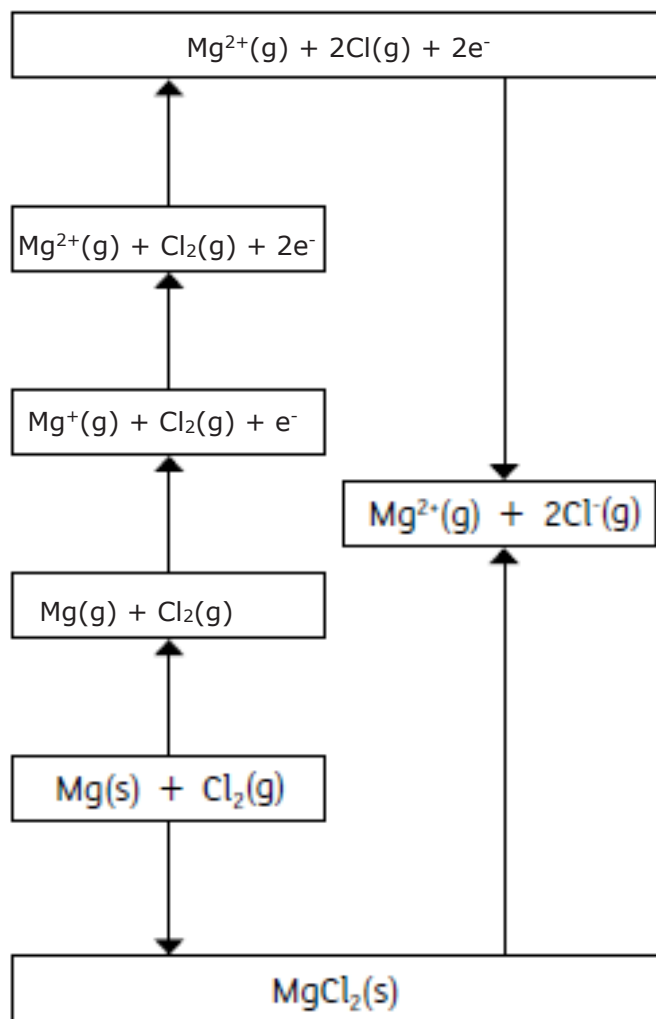 Mg²⁺(g) + 2Cl(g) + 2e⁻
Mg²⁺(g) + Cl₂(g) + 2e⁻
Mg⁺(g) + Cl₂(g) + e⁻
Mg²⁺(g) + 2Cl⁻(g)
Mg(g) + Cl₂(g)
Mg(s) + Cl₂(g)
MgCl₂(s)